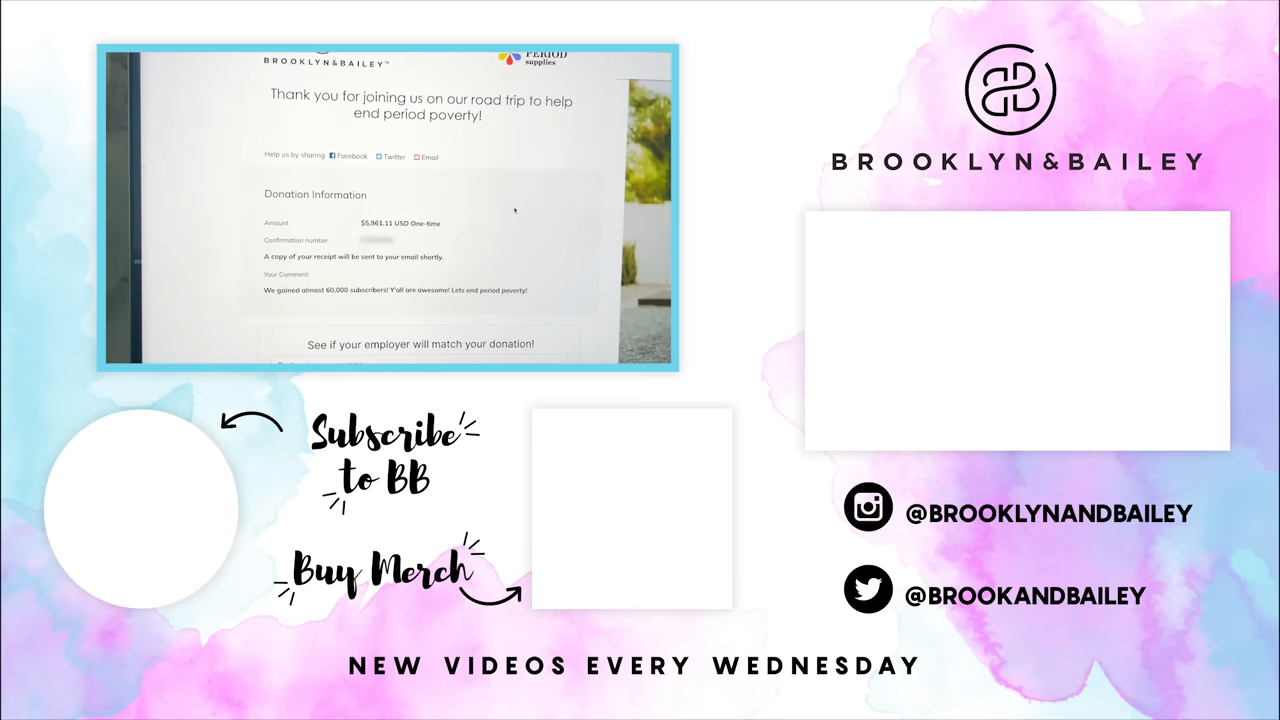 BROOKLYN&BAILEY™
PERIOD
supplies
Thank you for joining us on our road trip to help
end period poverty!
Help us by sharing Facebook Twitter Email
Donation Information
Amount $5,961.11 USD One-time
Confirmation number
A copy of your receipt will be sent to your email shortly.
Your Comment:
We gained almost 60,000 subscribers! Y'all are awesome! Lets end period poverty!
See if your employer will match your donation!
BROOKLYN&BAILEY
Subscribe
to BB
Buy Merch
@BROOKLYNANDBAILEY
@BROOKANDBAILEY
NEW VIDEOS EVERY WEDNESDAY